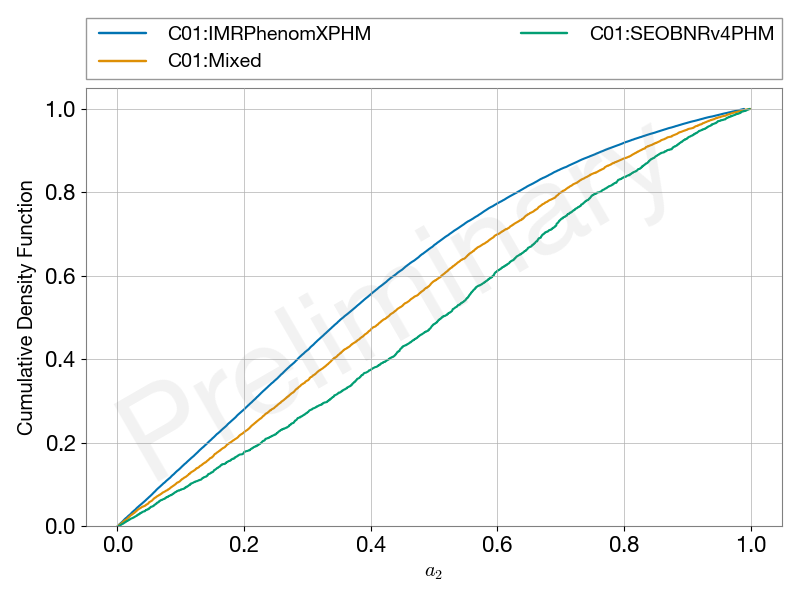 C01:IMRPhenomXPHM
C01:Mixed
C01:SEOBNRv4PHM
Preliminary
Cumulative Density Function
1.0
0.8
0.6
0.4
0.2
0.0
0.0 0.2 0.4 0.6 0.8 1.0
a₂